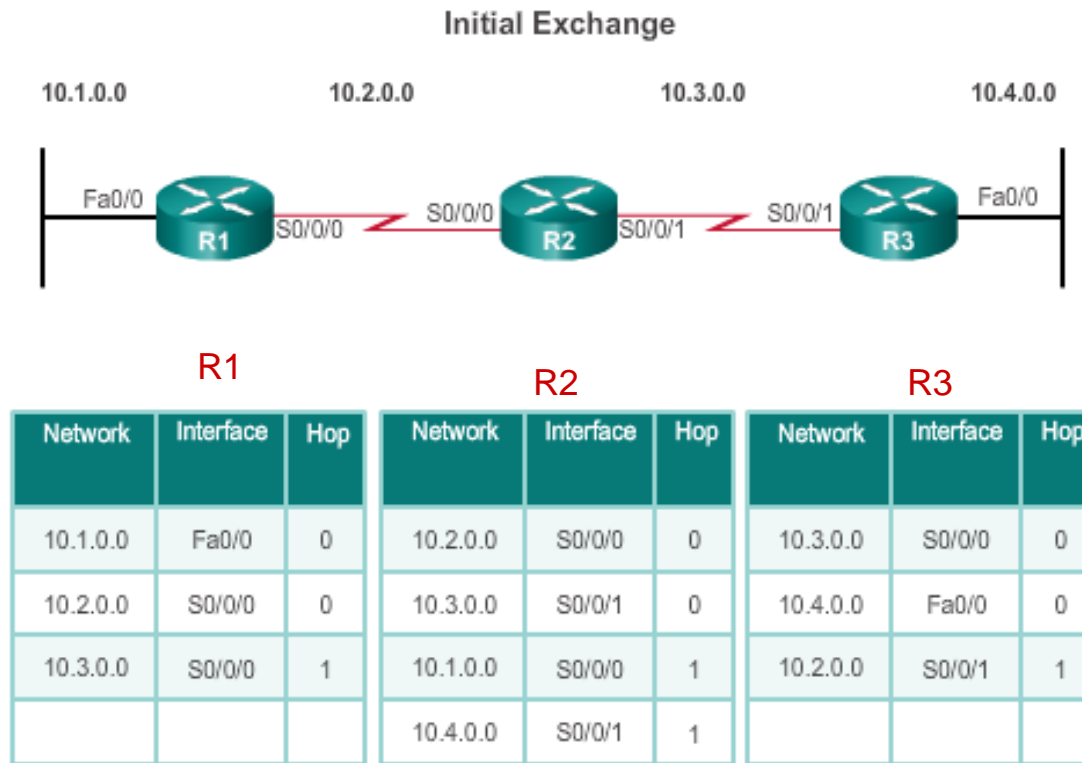 Initial Exchange
10.1.0.0 10.2.0.0 10.3.0.0 10.4.0.0
Fa0/0 R1 S0/0/0 S0/0/0 R2 S0/0/1 S0/0/1 R3 Fa0/0
R1 R2 R3
Network Interface Hop Network Interface Hop Network Interface Hop
10.1.0.0 Fa0/0 0 10.2.0.0 S0/0/0 0 10.3.0.0 S0/0/0 0
10.2.0.0 S0/0/0 0 10.3.0.0 S0/0/1 0 10.4.0.0 Fa0/0 0
10.3.0.0 S0/0/0 1 10.1.0.0 S0/0/0 1 10.2.0.0 S0/0/1 1
10.4.0.0 S0/0/1 1